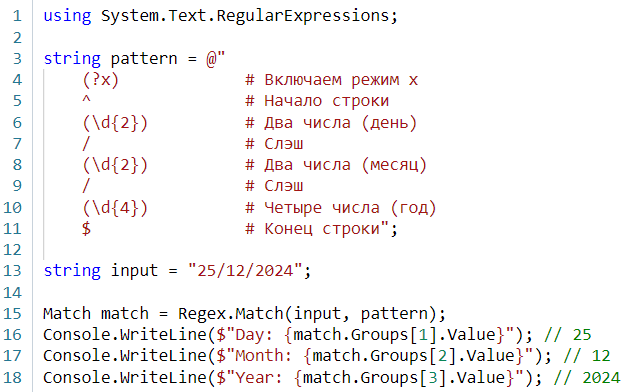 1 using System.Text.RegularExpressions;
2
3 string pattern = @"
4 (?x) # Включаем режим x
5 ^ # Начало строки
6 (\d{2}) # Два числа (день)
7 / # Слэш
8 (\d{2}) # Два числа (месяц)
9 / # Слэш
10 (\d{4}) # Четыре числа (год)
11 $ # Конец строки";
12
13 string input = "25/12/2024";
14
15 Match match = Regex.Match(input, pattern);
16 Console.WriteLine($"Day: {match.Groups[1].Value}"); // 25
17 Console.WriteLine($"Month: {match.Groups[2].Value}"); // 12
18 Console.WriteLine($"Year: {match.Groups[3].Value}"); // 2024